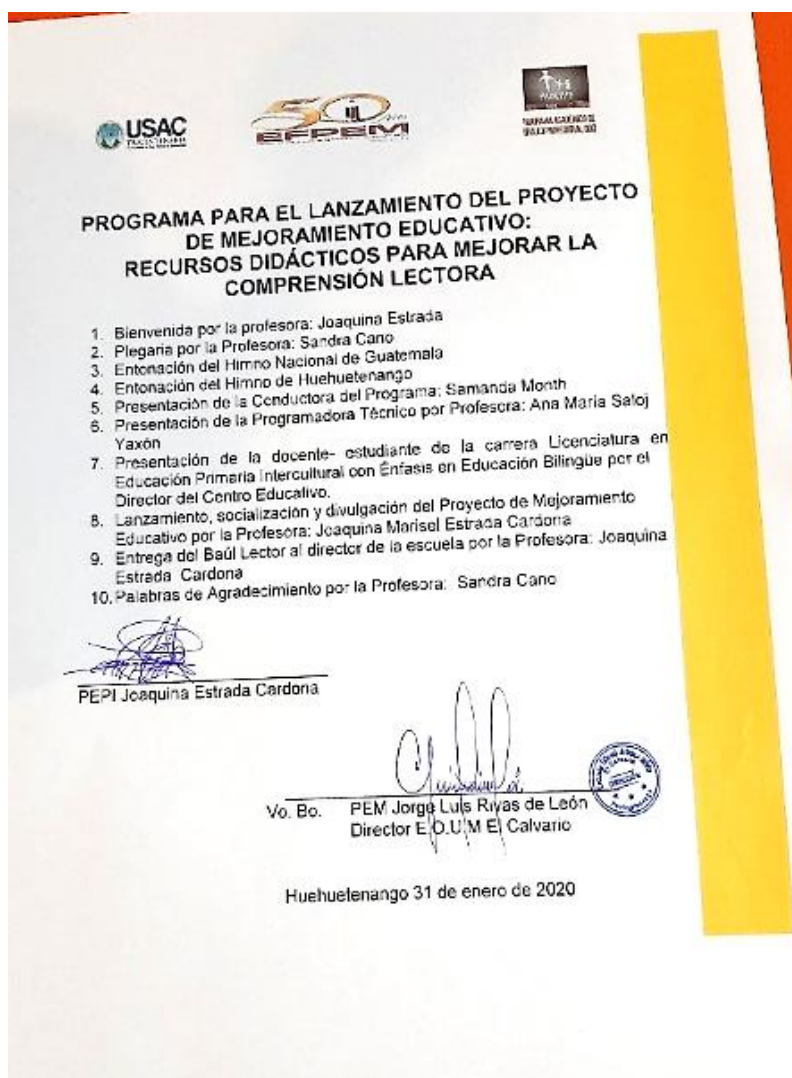 USAC
TRICENTENARIA
50 años
EFPEM
PROGRAMA PARA EL LANZAMIENTO DEL PROYECTO
DE MEJORAMIENTO EDUCATIVO:
RECURSOS DIDÁCTICOS PARA MEJORAR LA
COMPRENSIÓN LECTORA
1. Bienvenida por la profesora: Joaquina Estrada
2. Plegaria por la Profesora: Sandra Cano
3. Entonación del Himno Nacional de Guatemala
4. Entonación del Himno de Huehuetenango
5. Presentación de la Conductora del Programa: Samanda Month
6. Presentación de la Programadora Técnico por Profesora: Ana Maria Saloj
Yaxón
7. Presentación de la docente- estudiante de la carrera Licenciatura en
Educación Primaria Intercultural con Énfasis en Educación Bilingüe por el
Director del Centro Educativo.
8. Lanzamiento, socialización y divulgación del Proyecto de Mejoramiento
Educativo por la Profesora: Joaquina Marisel Estrada Cardona
9. Entrega del Baúl Lector al director de la escuela por la Profesora: Joaquina
Estrada Cardona
10. Palabras de Agradecimiento por la Profesora: Sandra Cano
PEPI Joaquina Estrada Cardona
Vo. Bo. PEM Jorge Luis Rivas de León
Director E.O.U.M El Calvario
Huehuetenango 31 de enero de 2020